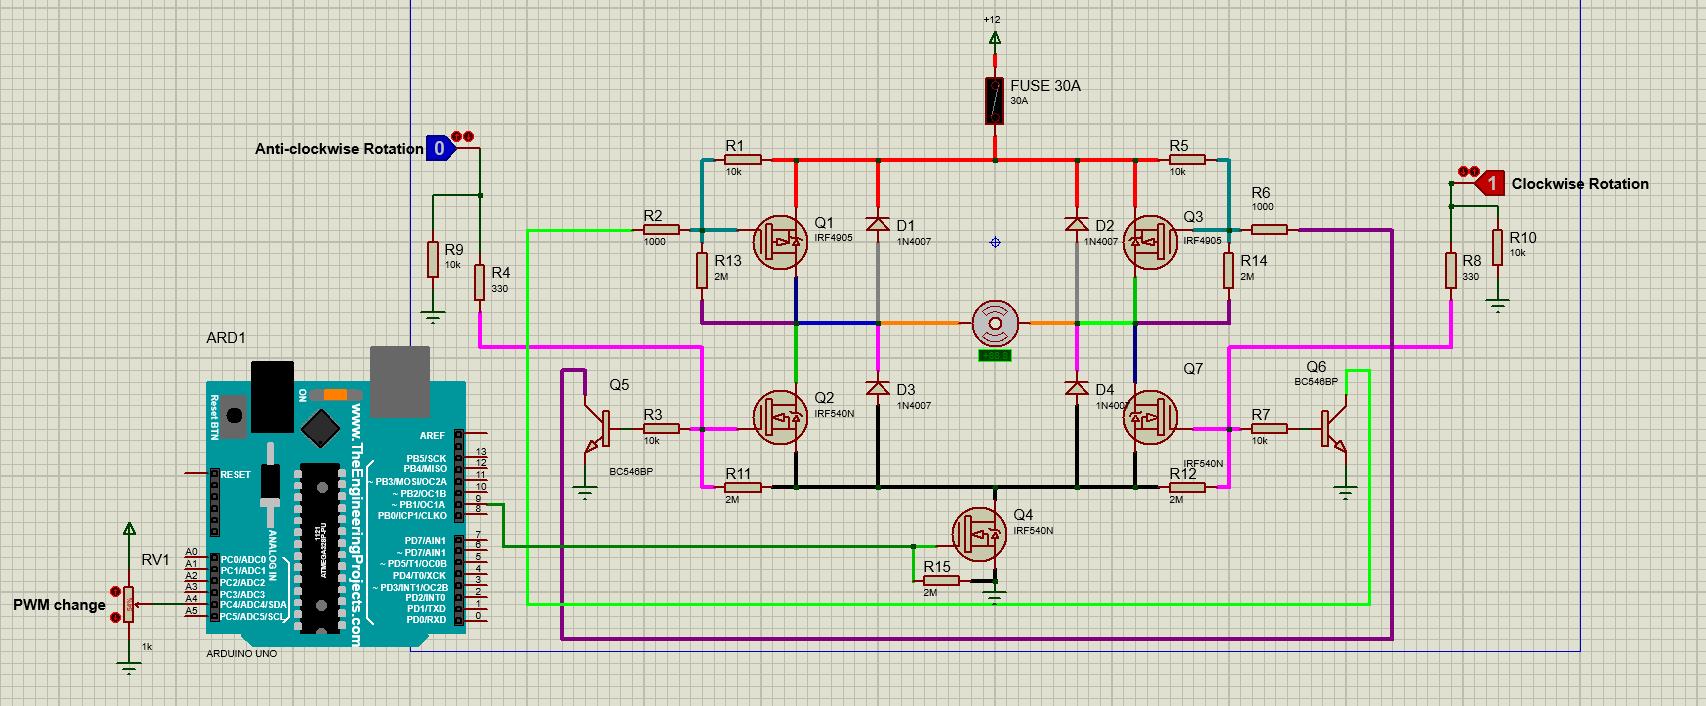 +12
FUSE 30A
30A
Anti-clockwise Rotation
0
R1
10k
R5
10k
1
Clockwise Rotation
R9
10k
R4
330
R2
1000
Q1
IRF4905
D1
1N4007
D2
1N4007
Q3
IRF4905
R6
1000
R13
2M
R14
2M
R8
330
R10
10k
+88.8
ARD1
Q5
BC546BP
R3
10k
Q2
IRF540N
D3
1N4007
D4
1N4007
Q7
IRF540N
R7
10k
Q6
BC546BP
R11
2M
R12
2M
Q4
IRF540N
R15
2M
Reset BTN
ON
www.TheEngineeringProjects.com
RESET
ANALOG IN
1121
ATMEGA328P-PU
AREF
PB5/SCK 13
PB4/MISO 12
~ PB3/MOSI/OC2A 11
~ PB2/OC1B 10
~ PB1/OC1A 9
PB0/ICP1/CLKO 8
PD7/AIN1 7
~ PD7/AIN1 6
~ PD5/T1/OC0B 5
PD4/T0/XCK 4
~ PD3/INT1/OC2B 3
PD2/INT0 2
PD1/TXD 1
PD0/RXD 0
A0 PC0/ADC0
A1 PC1/ADC1
A2 PC2/ADC2
A3 PC3/ADC3
A4 PC4/ADC4/SDA
A5 PC5/ADC5/SCL
ARDUINO UNO
RV1
PWM change
1k